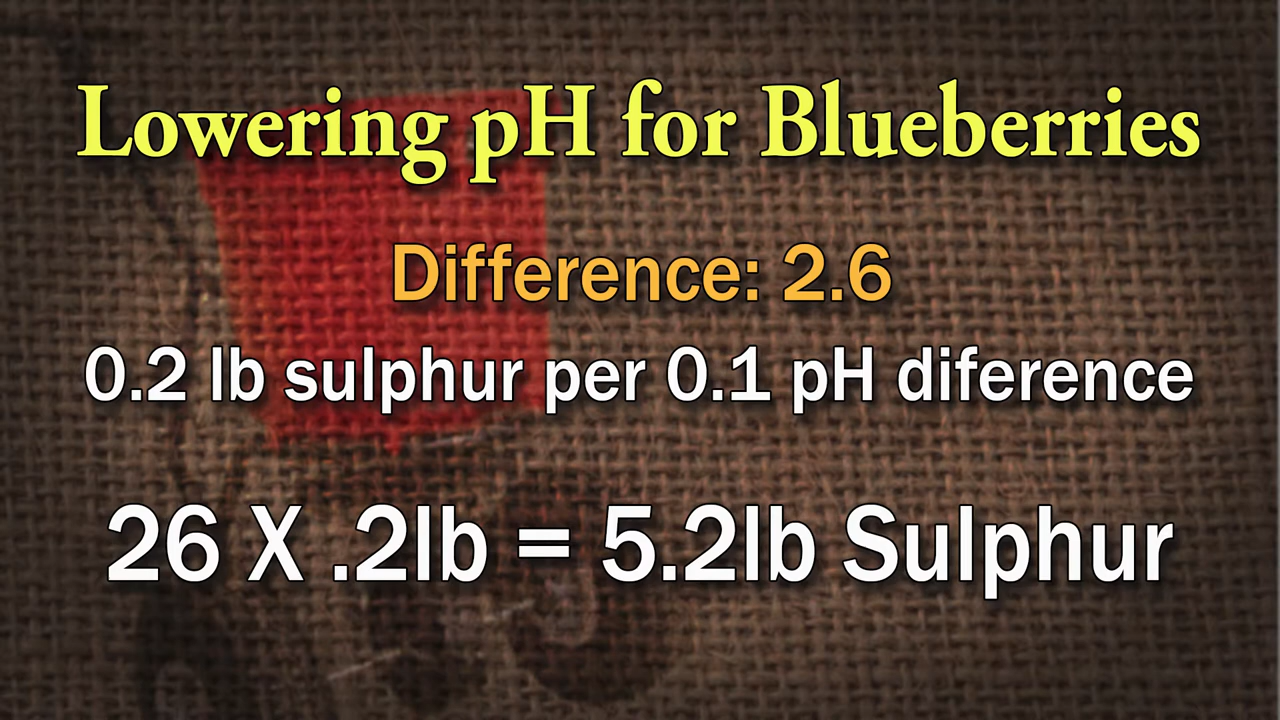 Lowering pH for Blueberries
Difference: 2.6
0.2 lb sulphur per 0.1 pH diference
26 X .2lb = 5.2lb Sulphur